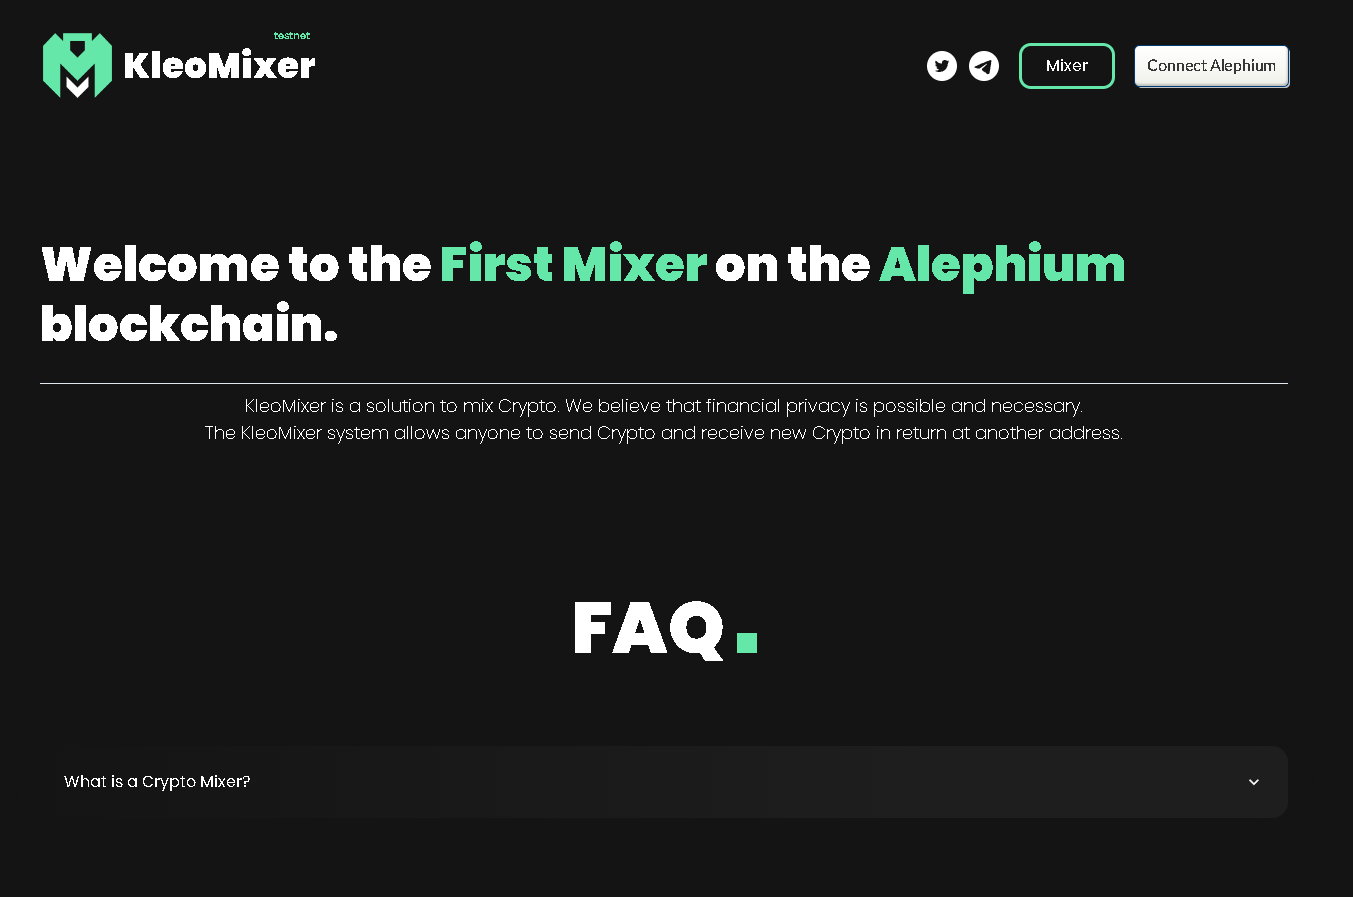 testnet
KleoMixer
Mixer
Connect Alephium
Welcome to the First Mixer on the Alephium
blockchain.
KleoMixer is a solution to mix Crypto. We believe that financial privacy is possible and necessary.
The KleoMixer system allows anyone to send Crypto and receive new Crypto in return at another address.
FAQ.
What is a Crypto Mixer?